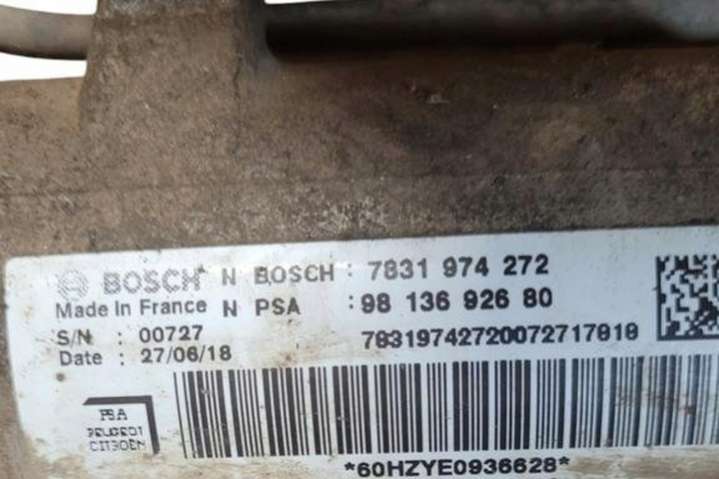 BOSCH N BOSCH : 7831 974 272
Made In France N PSA : 98 136 926 80
S/N : 00727 78319742720072717818
Date : 27/06/18
PSA
PEUGEOT
CITROËN
*60HZYE0936628*